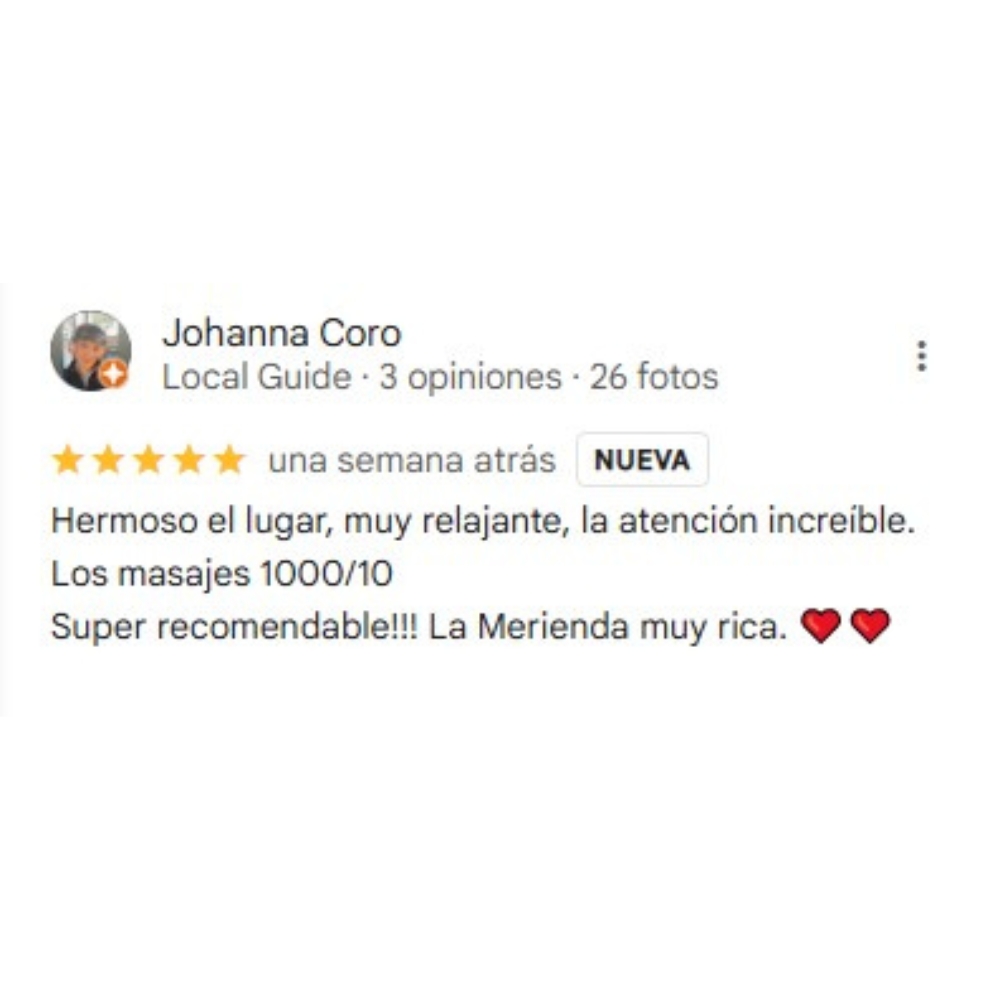 Johanna Coro
Local Guide · 3 opiniones · 26 fotos
una semana atrás NUEVA
Hermoso el lugar, muy relajante, la atención increíble.
Los masajes 1000/10
Super recomendable!!! La Merienda muy rica. ❤️❤️